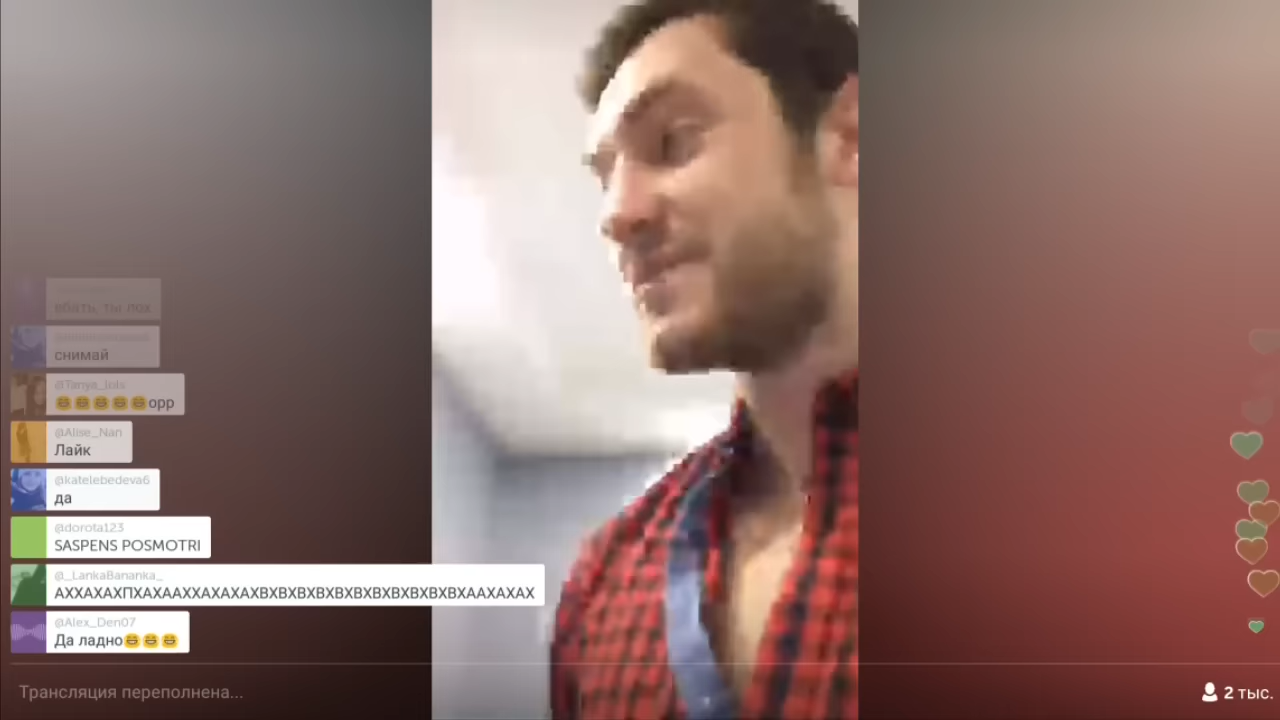 ебать, ты лох
снимай
@Tanya_Iols
😂😂😂😂😂орр
@Alise_Nan
Лайк
@katelebedeva6
да
@dorota123
SASPENS POSMOTRI
@_LankaBananka_
АХХАХАХПХАХААХХАХАХАХВХВХВХВХВХВХВХВХВХВХААХАХАХ
@Alex_Den07
Да ладно😂😂😂
Трансляция переполнена...
2 тыс.